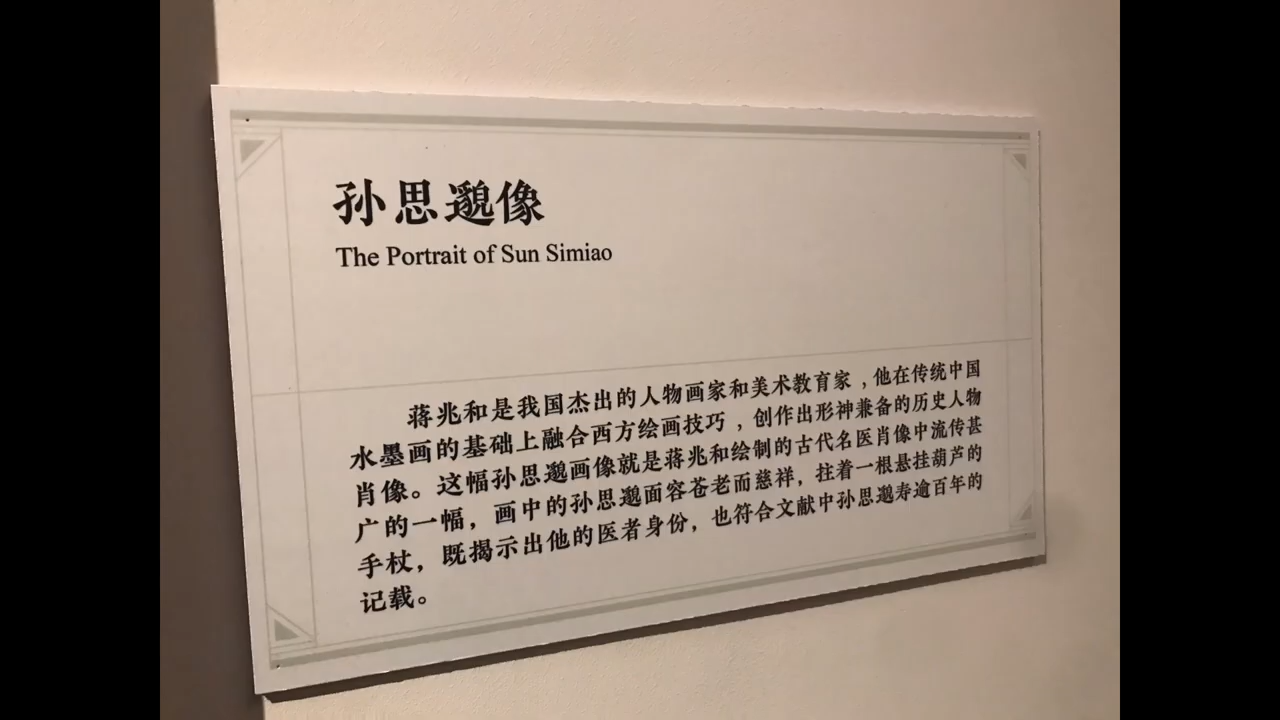 孙思邈像
The Portrait of Sun Simiao
蒋兆和是我国杰出的人物画家和美术教育家，他在传统中国
水墨画的基础上融合西方绘画技巧，创作出形神兼备的历史人物
肖像。这幅孙思邈画像就是蒋兆和绘制的古代名医肖像中流传甚
广的一幅，画中的孙思邈面容苍老而慈祥，拄着一根悬挂葫芦的
手杖，既揭示出他的医者身份，也符合文献中孙思邈寿逾百年的
记载。